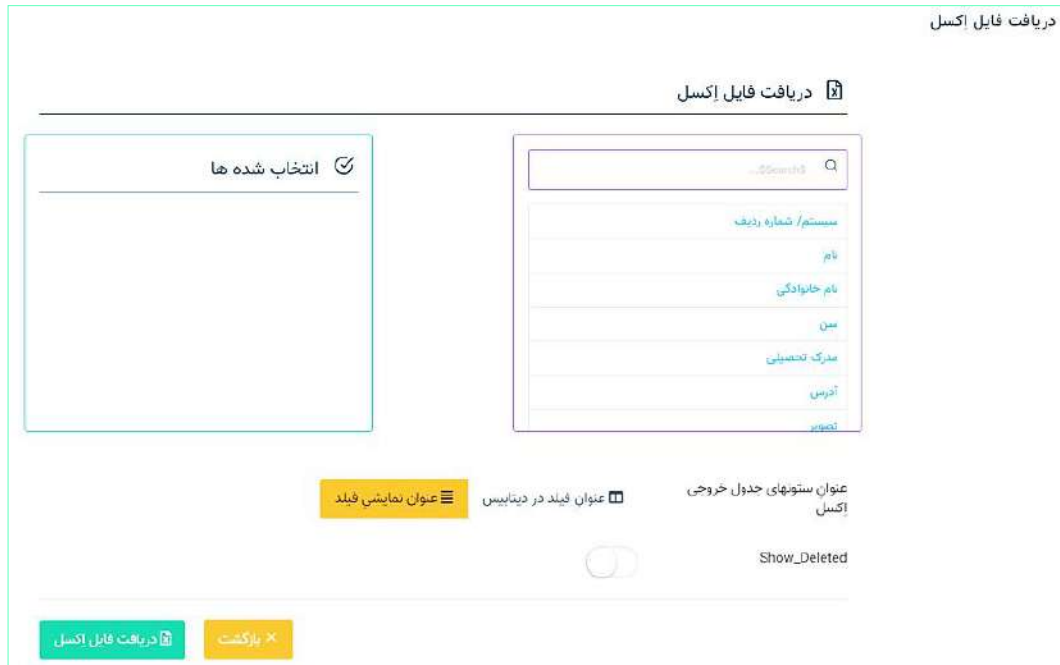 دریافت فایل اِکسل
دریافت فایل اِکسل
...$Search$
سیستم/ شماره ردیف
نام
نام خانوادگی
سن
مدرک تحصیلی
آدرس
تصویر
انتخاب شده ها
عنوانِ ستونهای جدول خروجی
اِکسل
عنوانِ فیلد در دیتابیس
عنوان نمایشیِ فیلد
Show_Deleted
بازگشت
دریافت فایل اِکسل